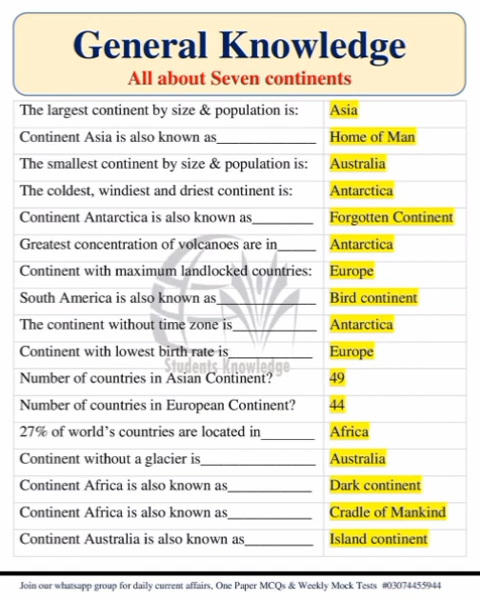 General Knowledge
All about Seven continents
The largest continent by size & population is: Asia
Continent Asia is also known as_____________ Home of Man
The smallest continent by size & population is: Australia
The coldest, windiest and driest continent is: Antarctica
Continent Antarctica is also known as________ Forgotten Continent
Greatest concentration of volcanoes are in_____ Antarctica
Continent with maximum landlocked countries: Europe
South America is also known as_____________ Bird continent
The continent without time zone is___________ Antarctica
Continent with lowest birth rate is___________ Europe
Students Knowledge
Number of countries in Asian Continent? 49
Number of countries in European Continent? 44
27% of world's countries are located in_______ Africa
Continent without a glacier is_______________ Australia
Continent Africa is also known as___________ Dark continent
Continent Africa is also known as___________ Cradle of Mankind
Continent Australia is also known as_________ Island continent
Join our whatsapp group for daily current affairs, One Paper MCQs & Weekly Mock Tests #03074455944